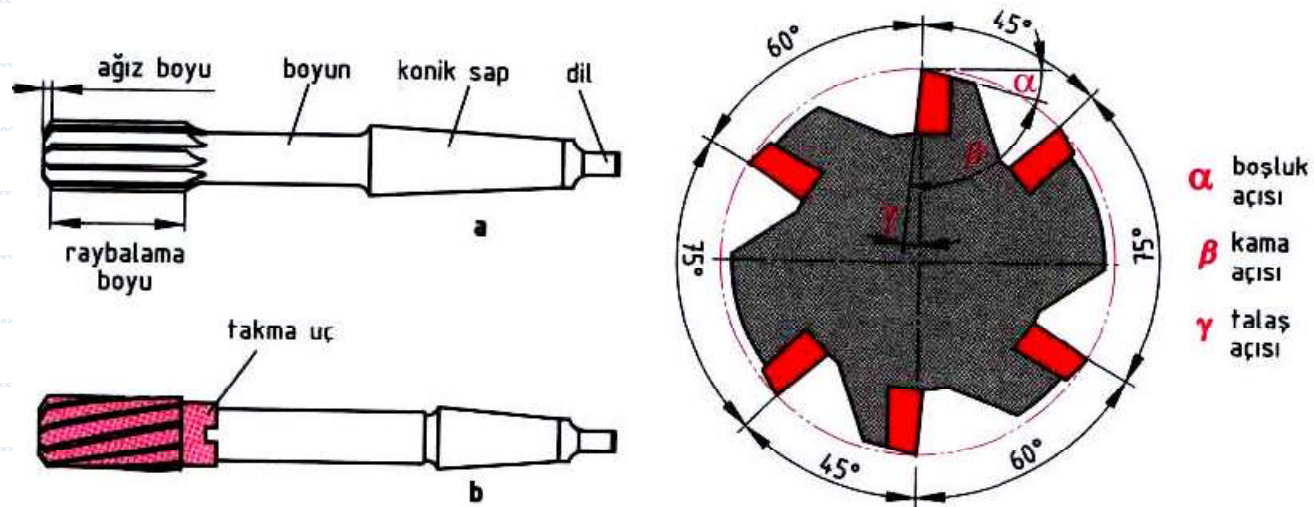 ağız boyu
boyun
konik sap
dil
raybalama
boyu
a
takma uç
b
60°
45°
α
β
γ
75°
75°
45°
60°
α boşluk
açısı
β kama
açısı
γ talaş
açısı